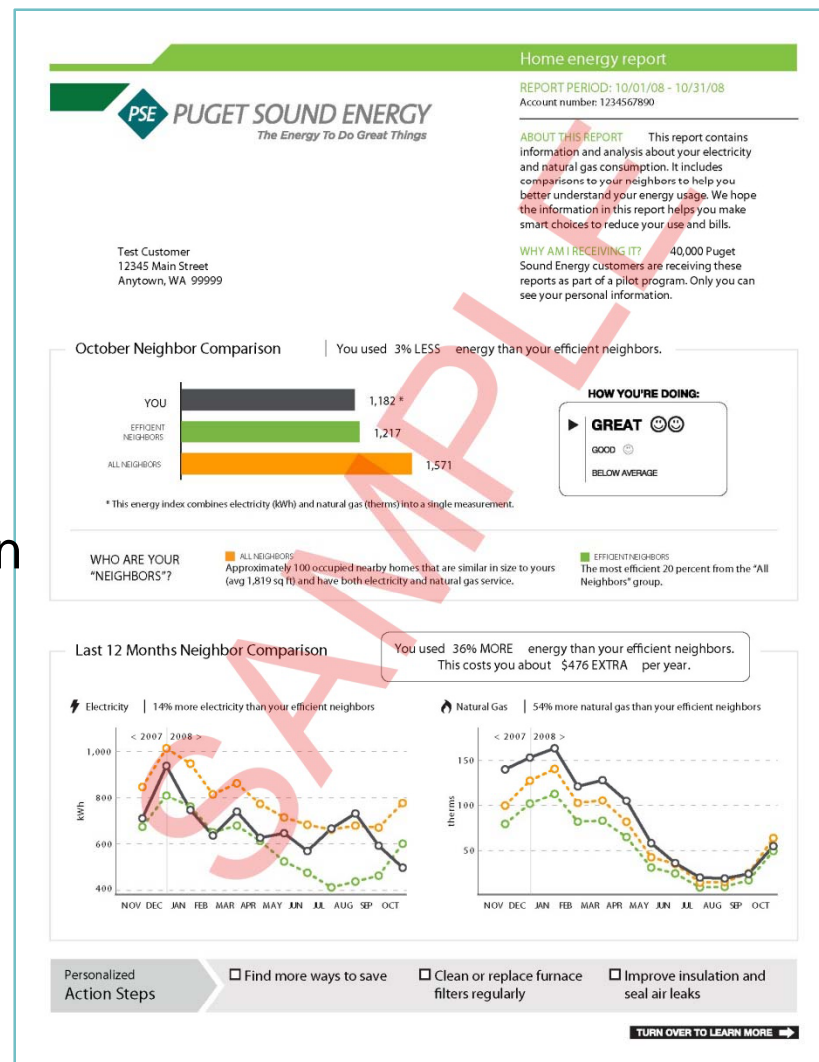 Home energy report
REPORT PERIOD: 10/01/08 - 10/31/08
Account number: 1234567890
PSE PUGET SOUND ENERGY
The Energy To Do Great Things
ABOUT THIS REPORT This report contains
information and analysis about your electricity
and natural gas consumption. It includes
comparisons to your neighbors to help you
better understand your energy usage. We hope
the information in this report helps you make
smart choices to reduce your use and bills.
Test Customer
12345 Main Street
Anytown, WA 99999
WHY AM I RECEIVING IT? 40,000 Puget
Sound Energy customers are receiving these
reports as part of a pilot program. Only you can
see your personal information.
SAMPLE
October Neighbor Comparison You used 3% LESS energy than your efficient neighbors.
YOU 1,182 *
EFFICIENT
NEIGHBORS 1,217
ALL NEIGHBORS 1,571
* This energy index combines electricity (kWh) and natural gas (therms) into a single measurement.
HOW YOU'RE DOING:
GREAT
GOOD
BELOW AVERAGE
n
WHO ARE YOUR
"NEIGHBORS"?
ALL NEIGHBORS
Approximately 100 occupied nearby homes that are similar in size to yours
(avg 1,819 sq ft) and have both electricity and natural gas service.
EFFICIENT NEIGHBORS
The most efficient 20 percent from the "All
Neighbors" group.
Last 12 Months Neighbor Comparison
You used 36% MORE energy than your efficient neighbors.
This costs you about $476 EXTRA per year.
Electricity 14% more electricity than your efficient neighbors
< 2007 2008 >
1,000
800
600
400
kWh
NOV DEC JAN FEB MAR APR MAY JUN JUL AUG SEP OCT
Natural Gas 54% more natural gas than your efficient neighbors
< 2007 2008 >
150
100
50
therms
NOV DEC JAN FEB MAR APR MAY JUN JUL AUG SEP OCT
Personalized
Action Steps
Find more ways to save
Clean or replace furnace
filters regularly
Improve insulation and
seal air leaks
TURN OVER TO LEARN MORE